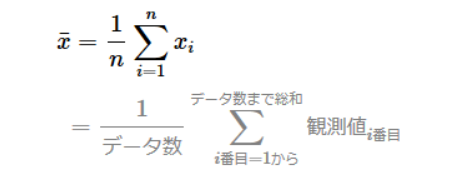 x̄ = 1/n ∑_{i=1}^{n} x_i
= 1/データ数 ∑_{i番目=1から}^{データ数まで総和} 観測値_{i番目}